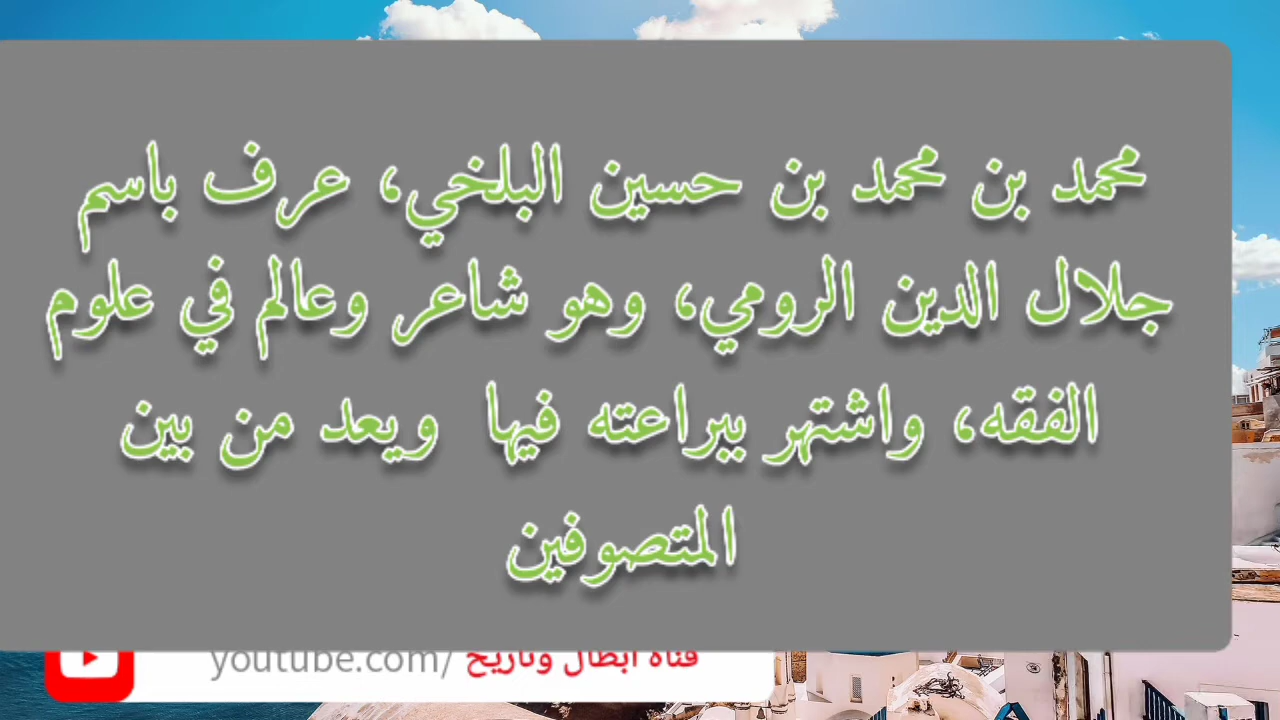 محمد بن محمد بن حسين البلخي، عرف باسم
جلال الدين الرومي، وهو شاعر وعالم في علوم
الفقه، واشتهر ببراعته فيها ويعد من بين
المتصوفين
youtube.com/ قناة ابطال وتاريخ